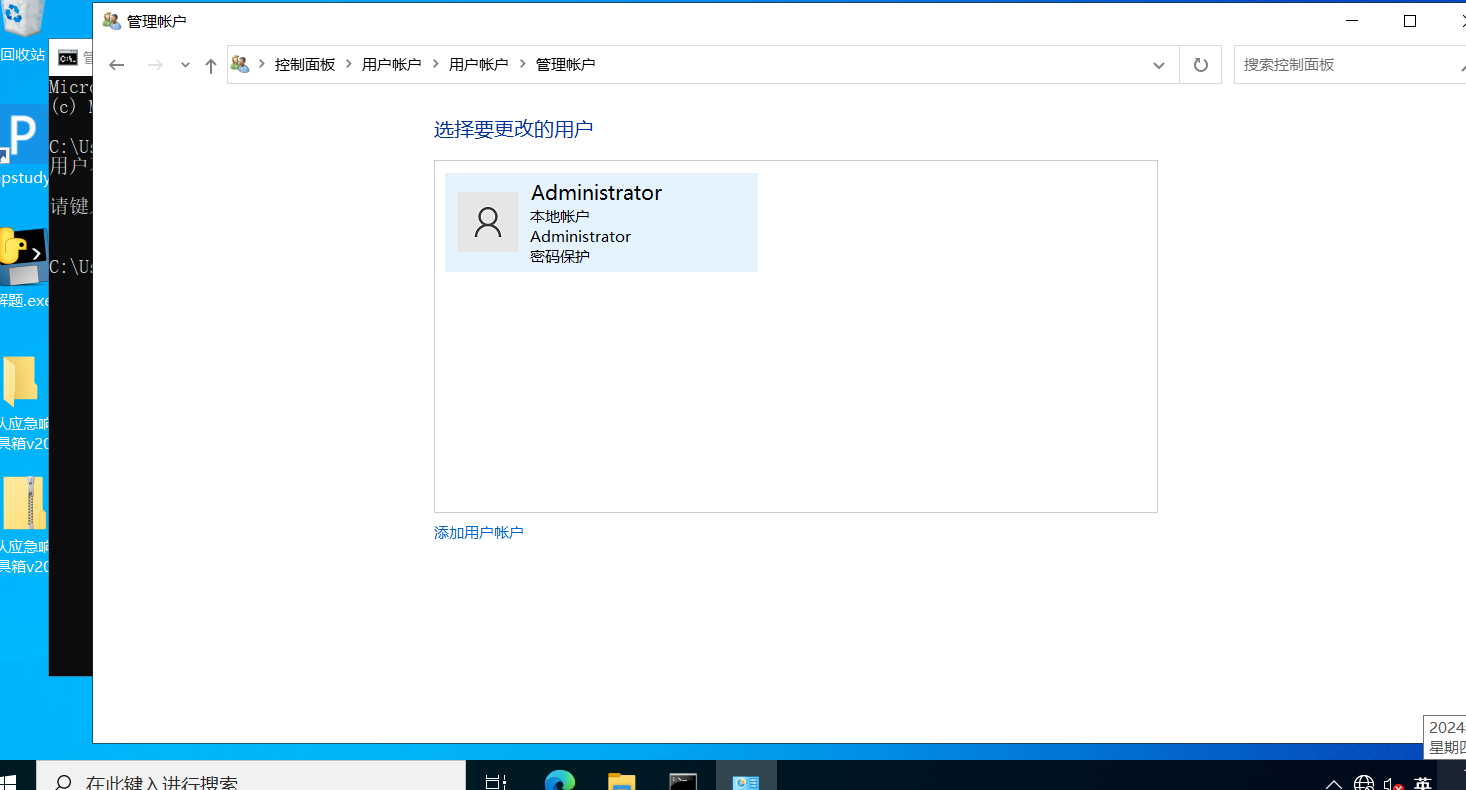 管理帐户
控制面板 > 用户帐户 > 用户帐户 > 管理帐户
搜索控制面板
选择要更改的用户
Administrator
本地帐户
Administrator
密码保护
添加用户帐户
回收站
Micro
(c) M
C:\Us
用户
请键
C:\Us
pstudy
解题.exe
应急响
具箱v20
应急响
具箱v20
2024
星期四
在此键入进行搜索
英